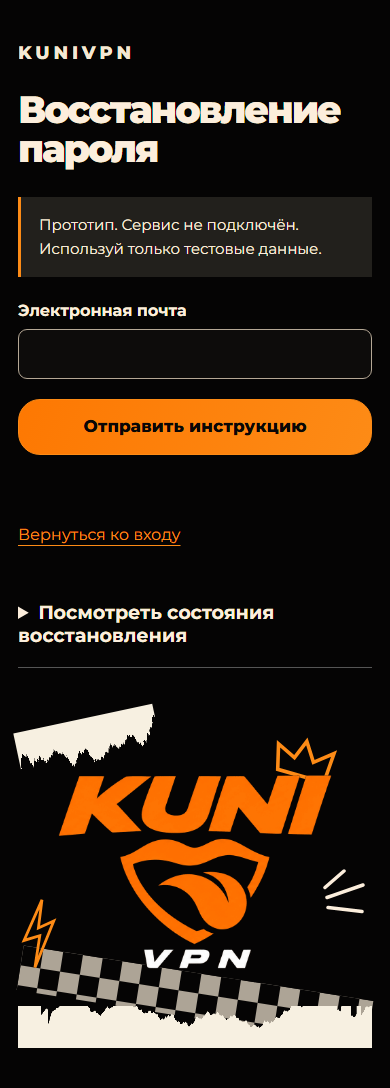 KUNIVPN
Восстановление
пароля
Прототип. Сервис не подключён.
Используй только тестовые данные.
Электронная почта
Отправить инструкцию
Вернуться ко входу
Посмотреть состояния
восстановления
KUNI
VPN